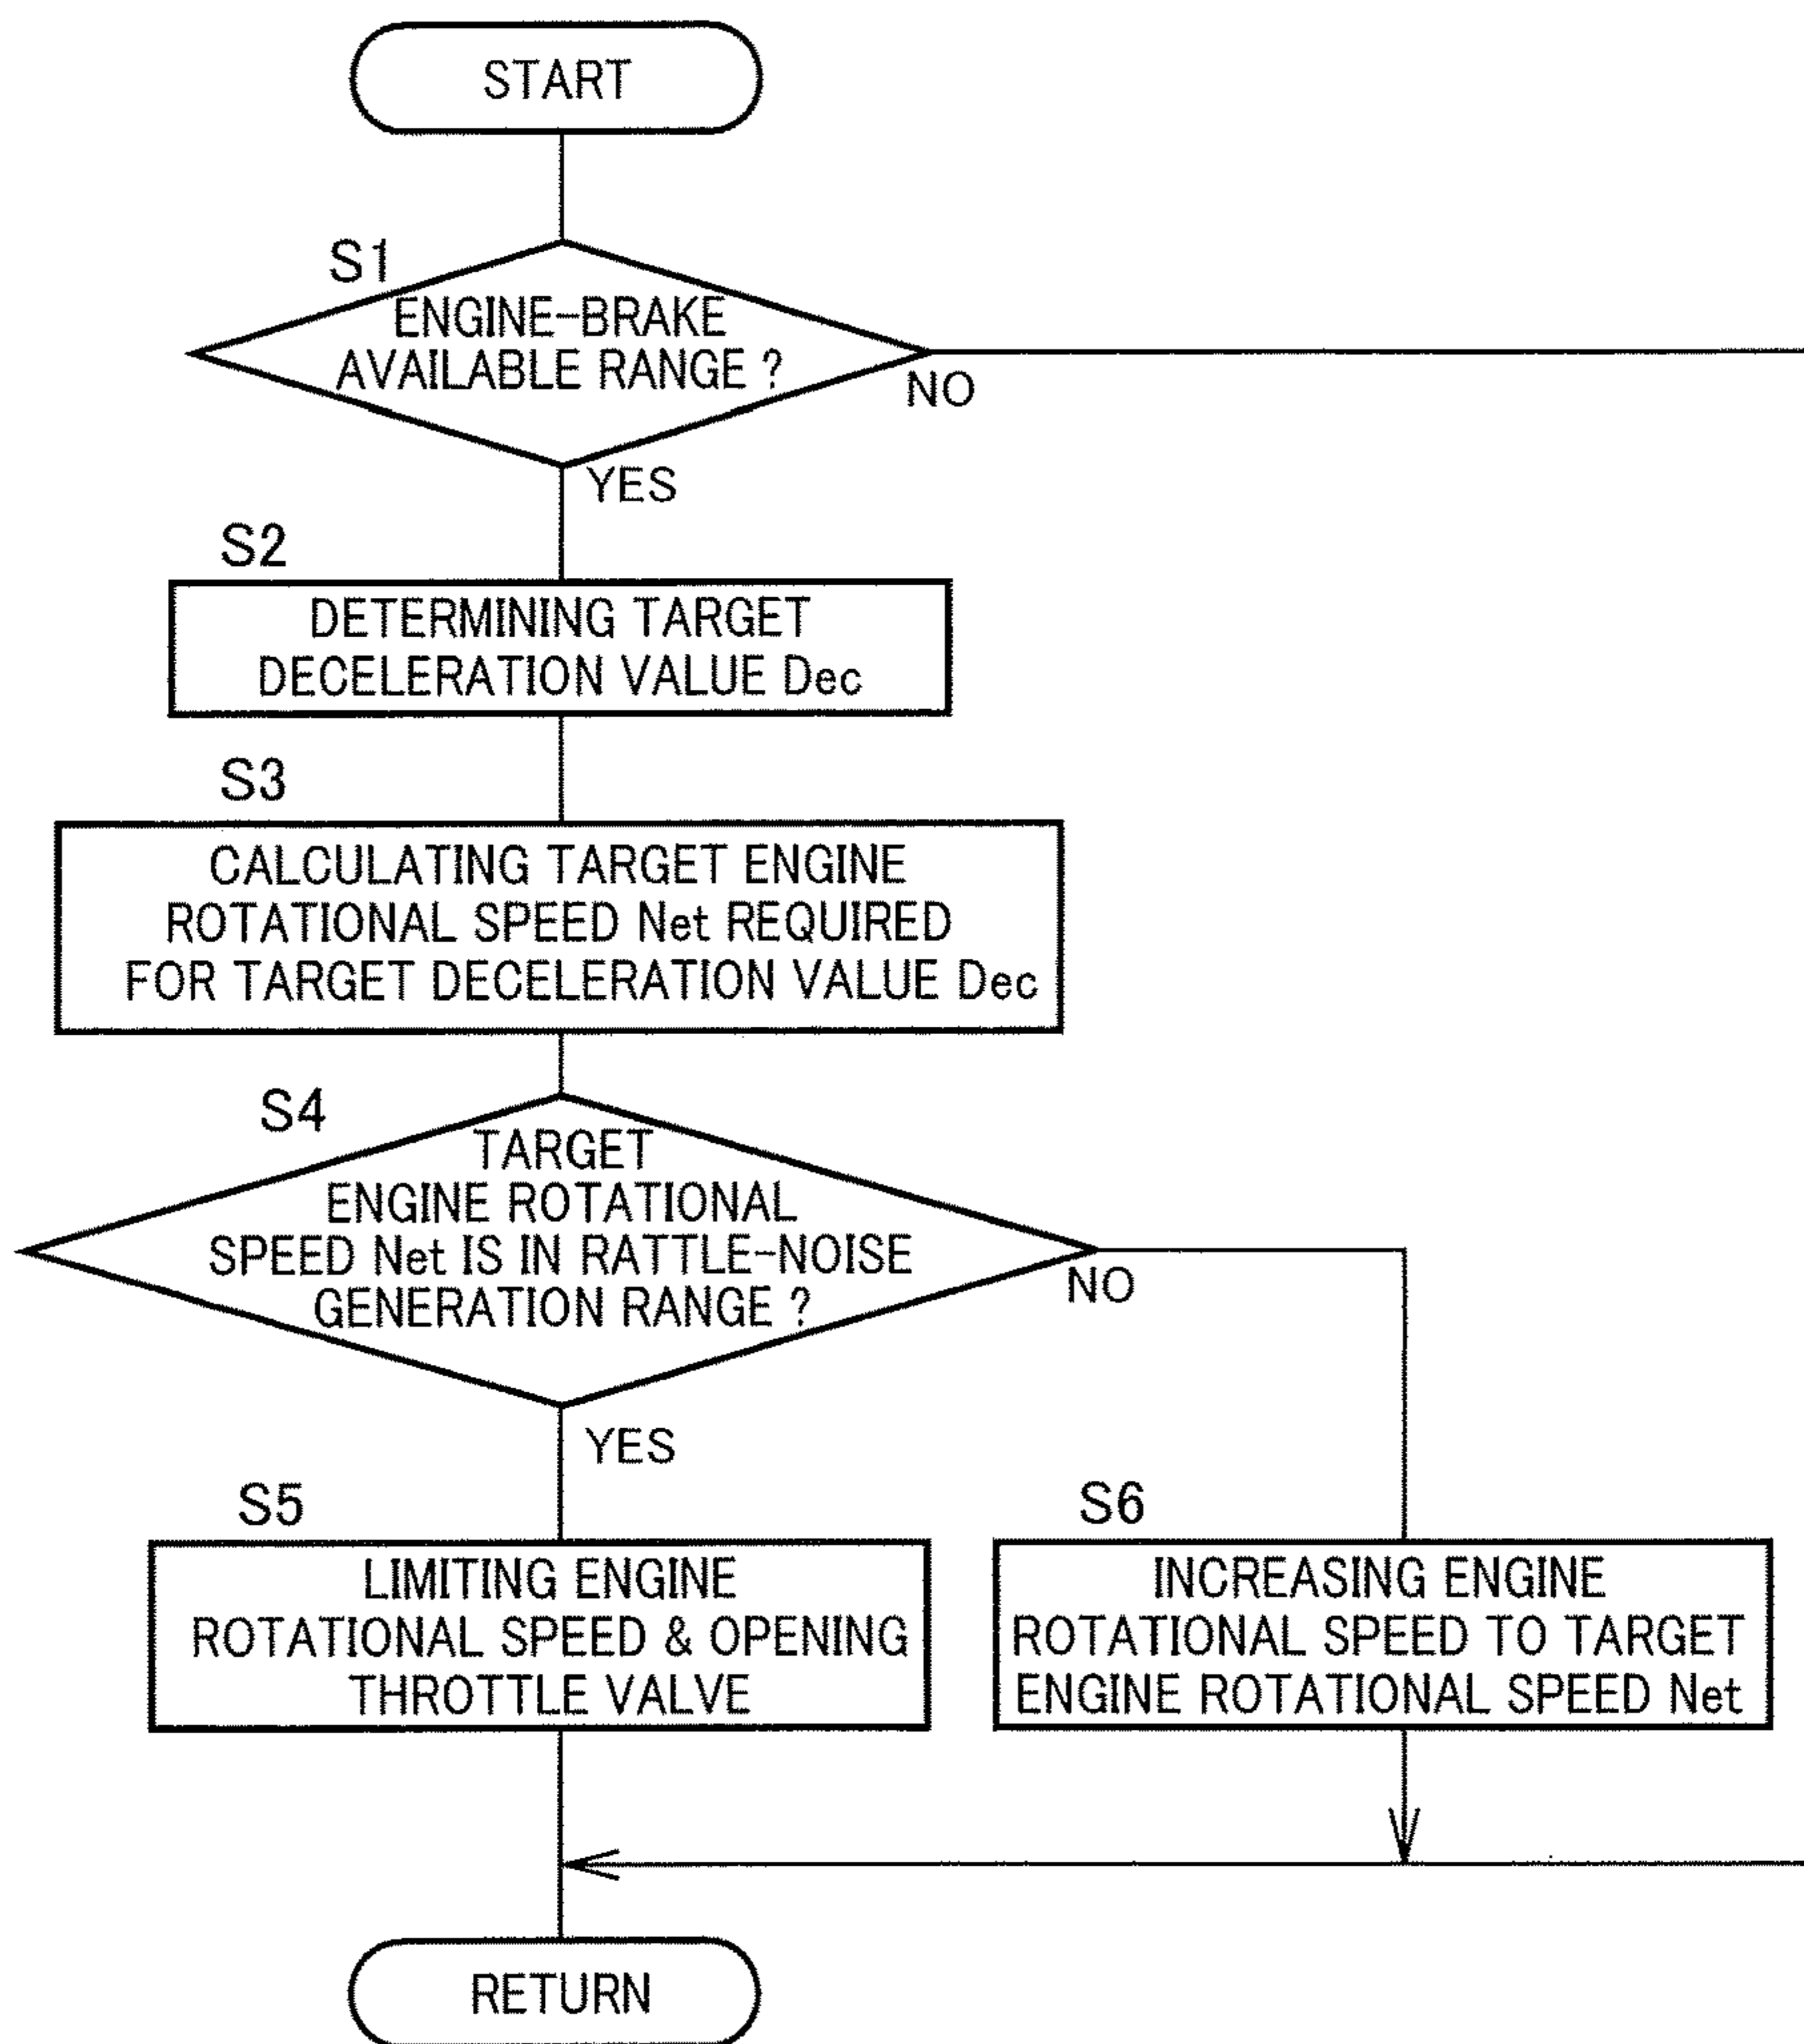 START
S1
ENGINE-BRAKE
AVAILABLE RANGE ?
NO
YES
S2
DETERMINING TARGET
DECELERATION VALUE Dec
S3
CALCULATING TARGET ENGINE
ROTATIONAL SPEED Net REQUIRED
FOR TARGET DECELERATION VALUE Dec
S4
TARGET
ENGINE ROTATIONAL
SPEED Net IS IN RATTLE-NOISE
GENERATION RANGE ?
NO
YES
S5
LIMITING ENGINE
ROTATIONAL SPEED & OPENING
THROTTLE VALVE
S6
INCREASING ENGINE
ROTATIONAL SPEED TO TARGET
ENGINE ROTATIONAL SPEED Net
RETURN